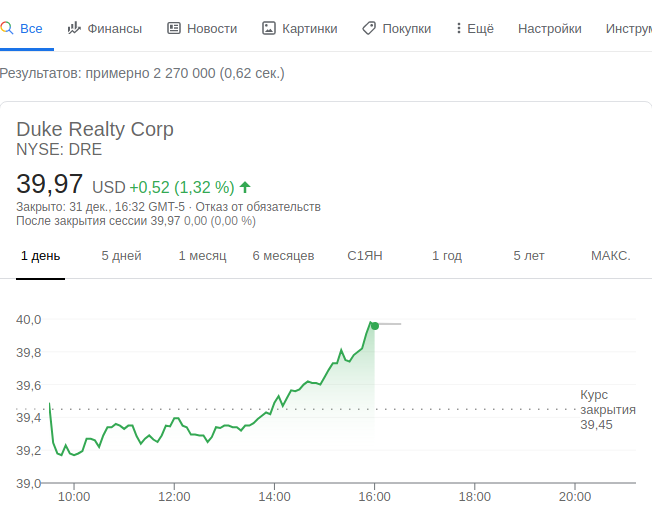 Все Финансы Новости Картинки Покупки Ещё Настройки Инструм
Результатов: примерно 2 270 000 (0,62 сек.)
Duke Realty Corp
NYSE: DRE
39,97 USD +0,52 (1,32 %)
Закрыто: 31 дек., 16:32 GMT-5 · Отказ от обязательств
После закрытия сессии 39,97 0,00 (0,00 %)
1 день 5 дней 1 месяц 6 месяцев С1ЯН 1 год 5 лет МАКС.
40,0
39,8
39,6
Курс
39,4 закрытия
39,45
39,2
39,0
10:00 12:00 14:00 16:00 18:00 20:00